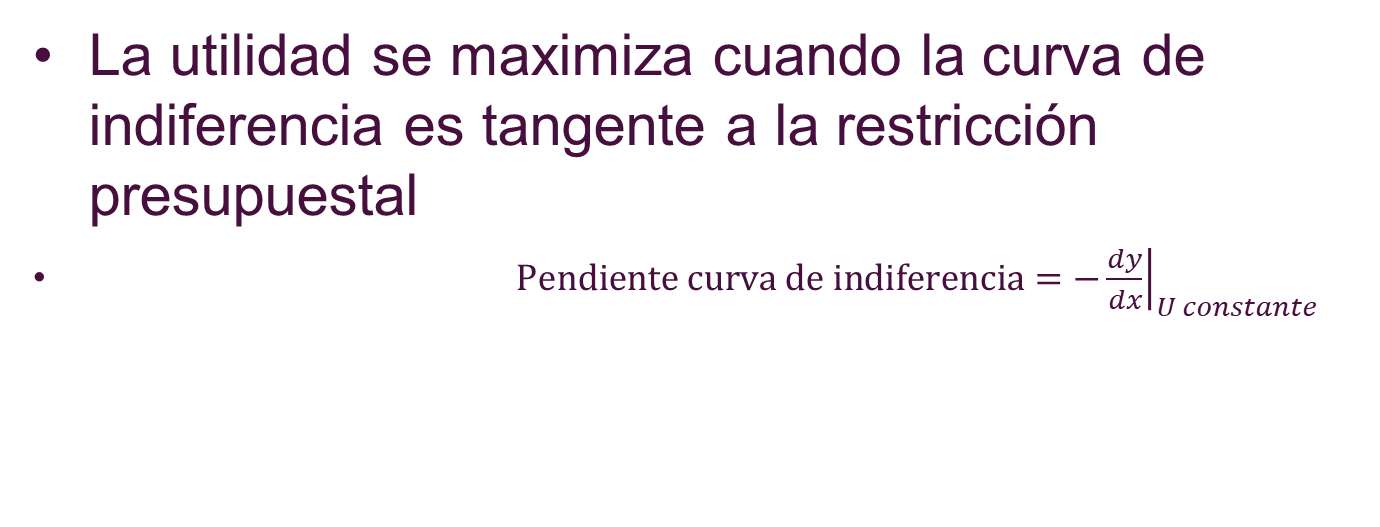 • La utilidad se maximiza cuando la curva de
indiferencia es tangente a la restricción
presupuestal
• Pendiente curva de indiferencia = −dy/dx|U constante